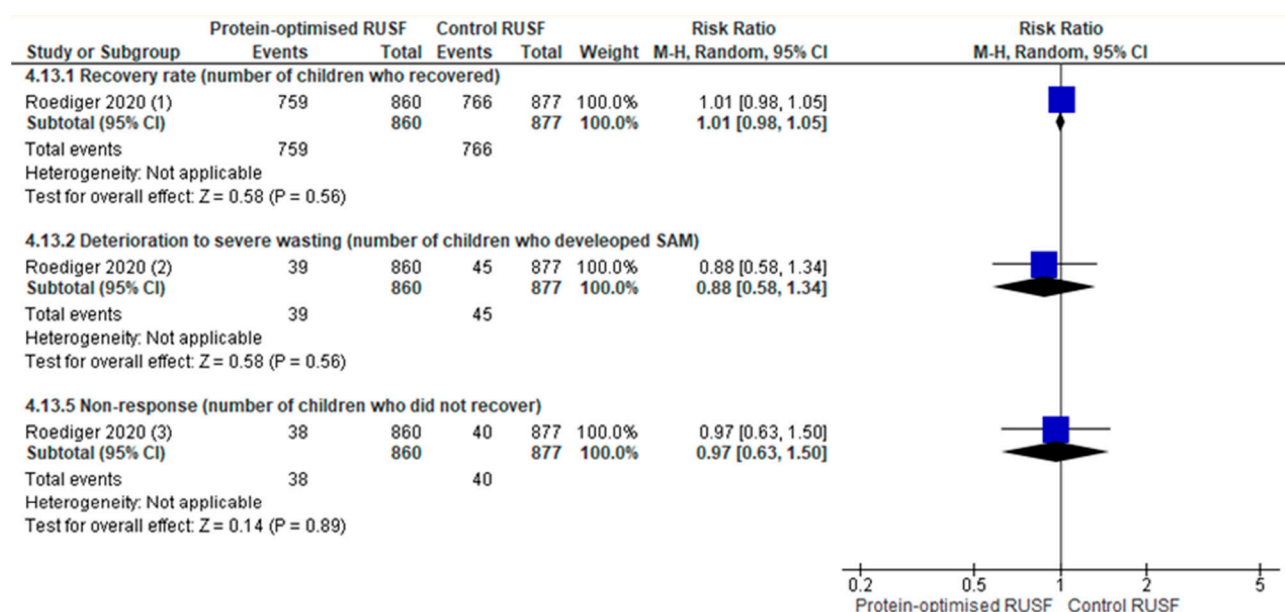 Protein-optimised RUSF Control RUSF Risk Ratio Risk Ratio
Study or Subgroup Events Total Events Total Weight M-H, Random, 95% CI M-H, Random, 95% CI
4.13.1 Recovery rate (number of children who recovered)
Roediger 2020 (1) 759 860 766 877 100.0% 1.01 [0.98, 1.05]
Subtotal (95% CI) 860 877 100.0% 1.01 [0.98, 1.05]
Total events 759 766
Heterogeneity: Not applicable
Test for overall effect: Z = 0.58 (P = 0.56)
4.13.2 Deterioration to severe wasting (number of children who develeoped SAM)
Roediger 2020 (2) 39 860 45 877 100.0% 0.88 [0.58, 1.34]
Subtotal (95% CI) 860 877 100.0% 0.88 [0.58, 1.34]
Total events 39 45
Heterogeneity: Not applicable
Test for overall effect: Z = 0.58 (P = 0.56)
4.13.5 Non-response (number of children who did not recover)
Roediger 2020 (3) 38 860 40 877 100.0% 0.97 [0.63, 1.50]
Subtotal (95% CI) 860 877 100.0% 0.97 [0.63, 1.50]
Total events 38 40
Heterogeneity: Not applicable
Test for overall effect: Z = 0.14 (P = 0.89)
0.2 0.5 1 2 5
Protein-optimised RUSF Control RUSF